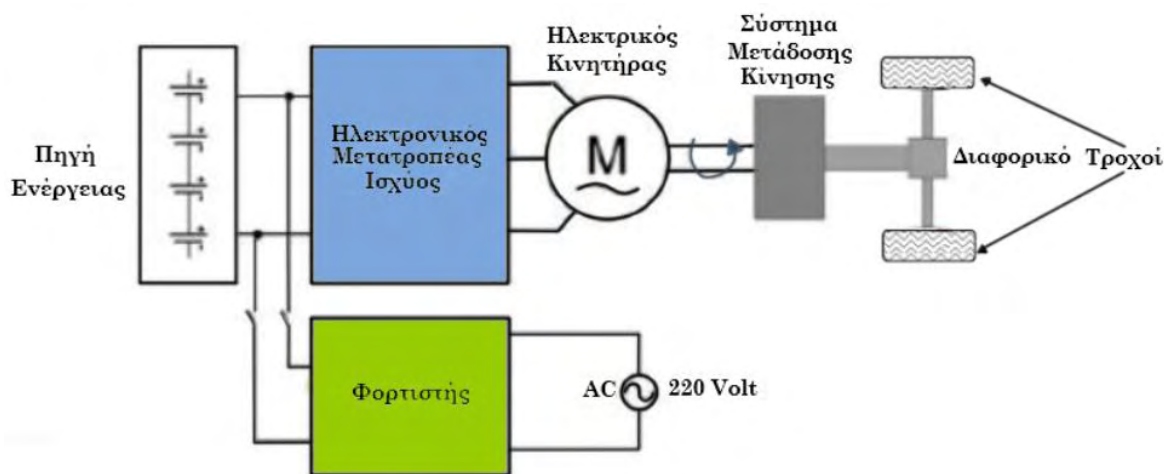 Πηγή
Ενέργειας
Ηλεκτρονικός
Μετατροπέας
Ισχύος
Ηλεκτρικός
Κινητήρας
M
Σύστημα
Μετάδοσης
Κίνησης
Διαφορικό
Τροχοί
Φορτιστής
AC
220 Volt